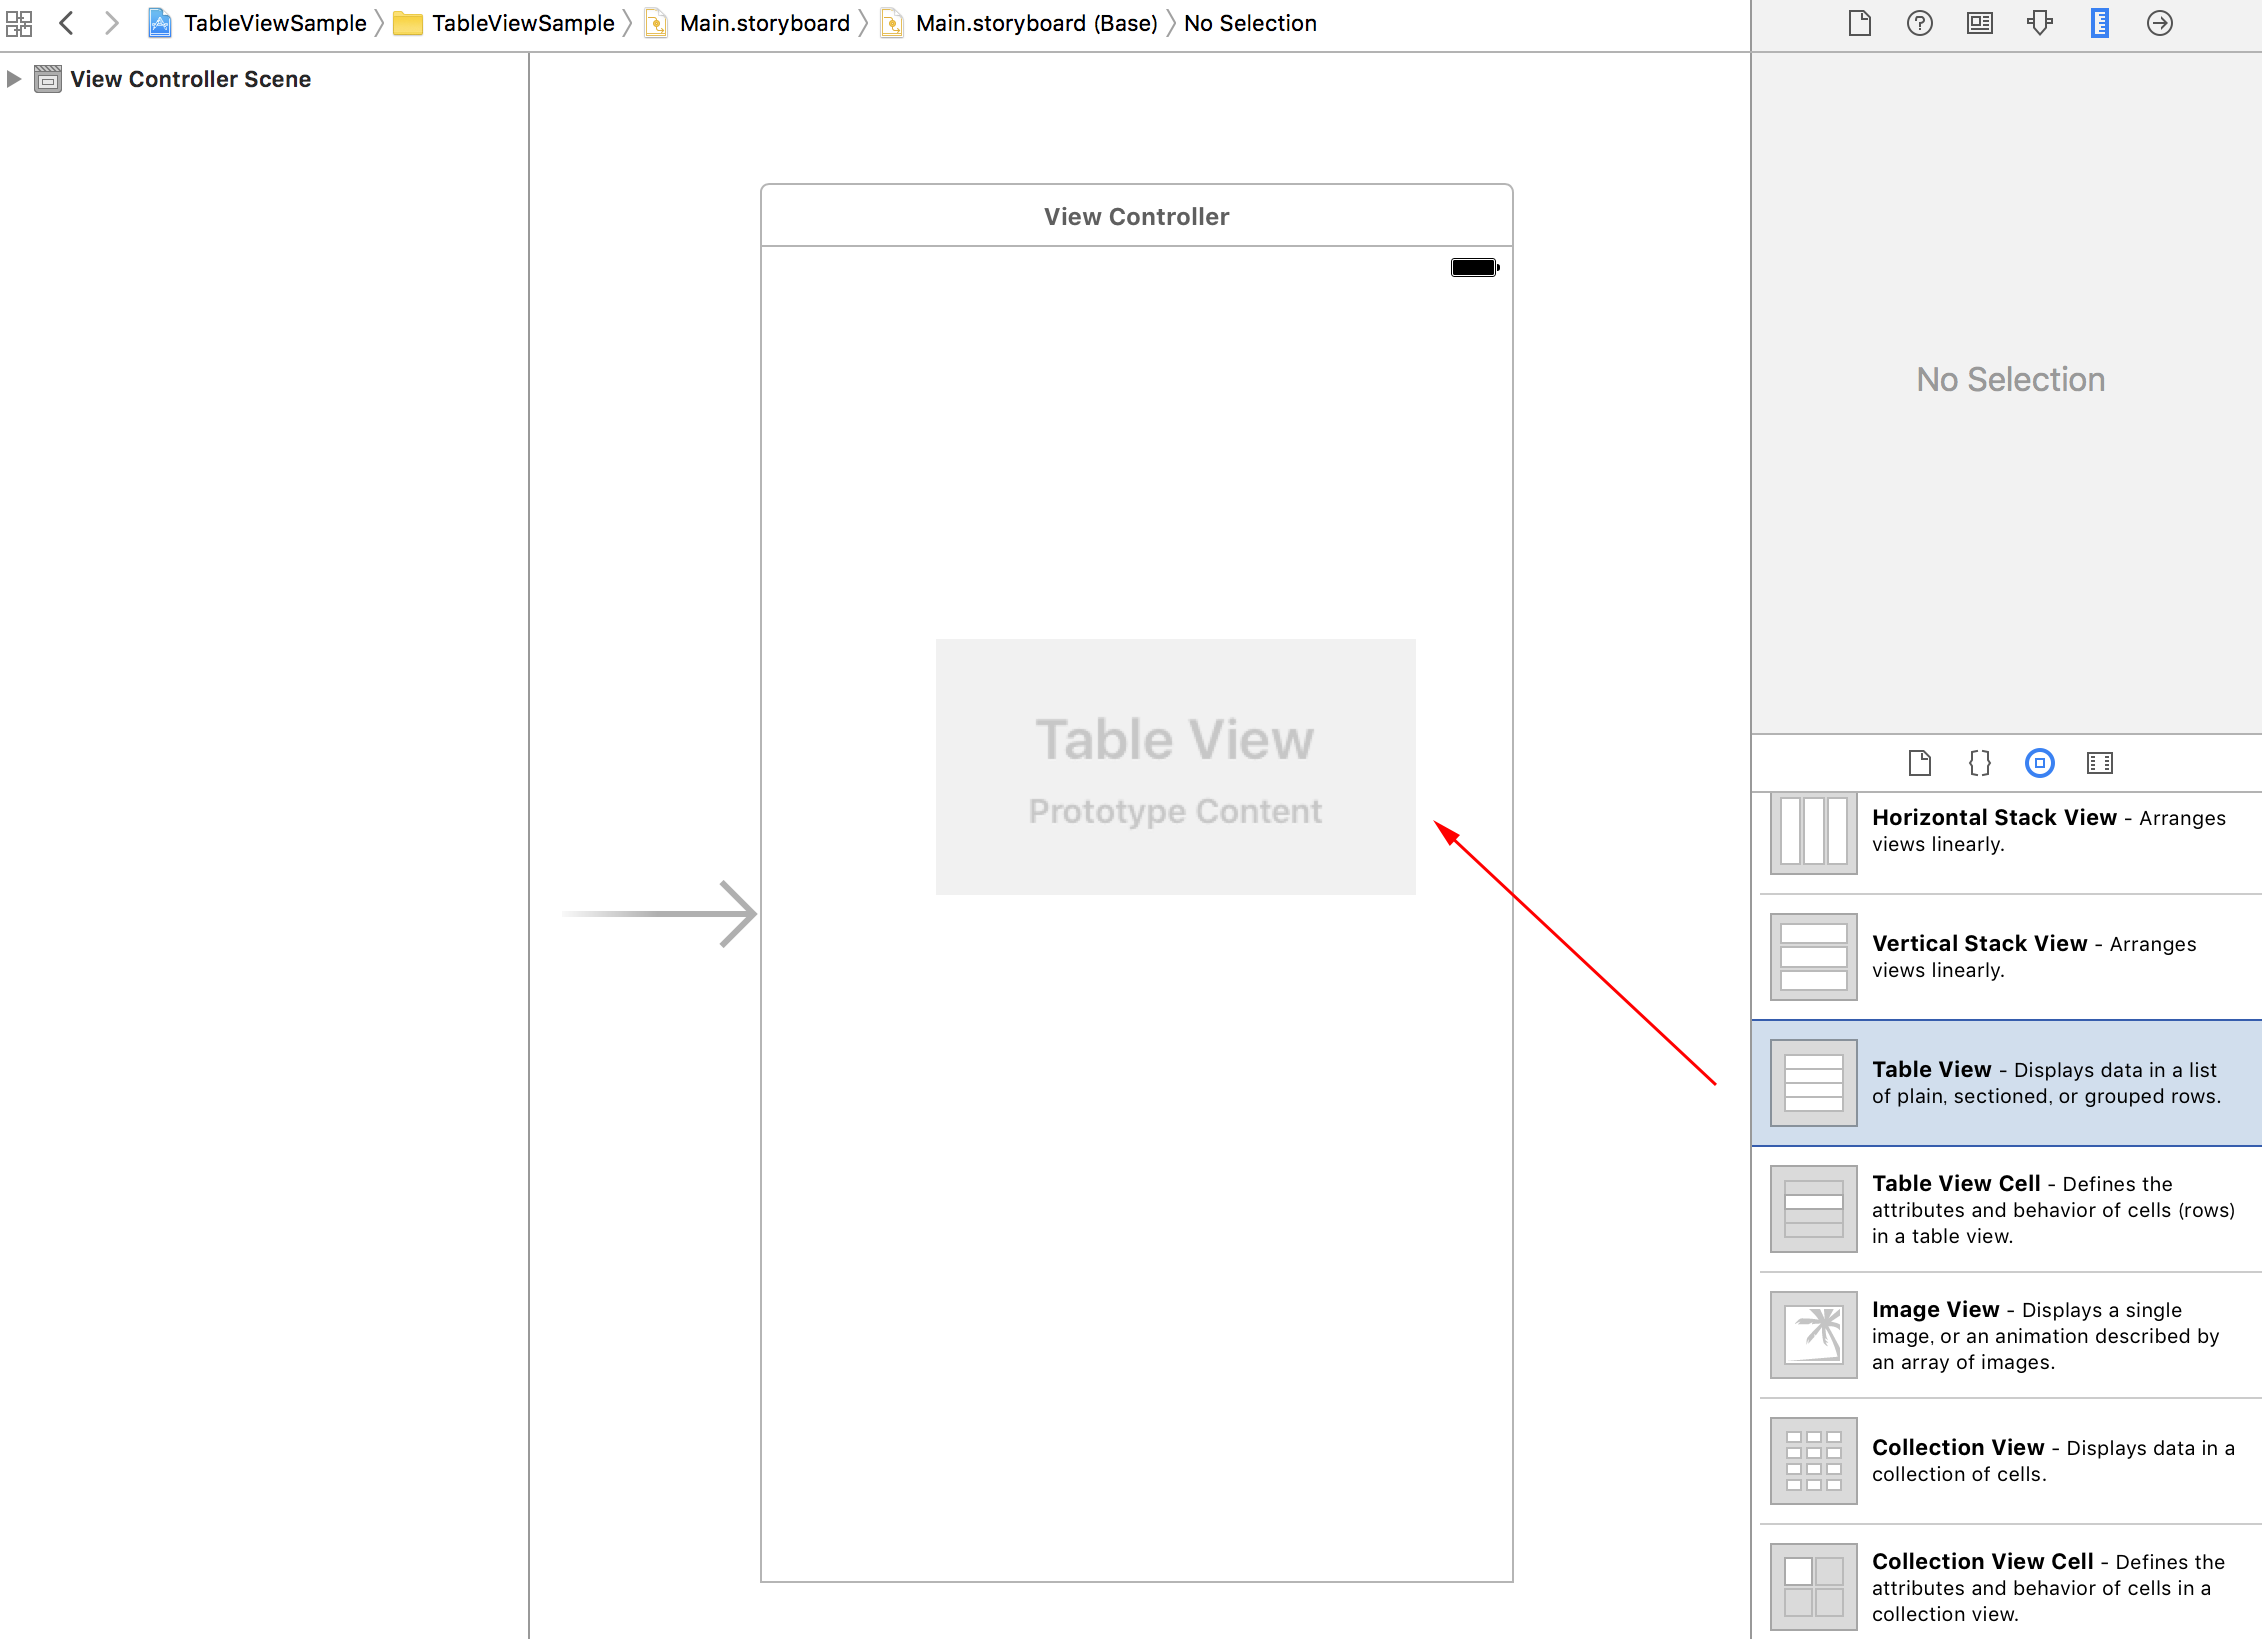 TableViewSample TableViewSample Main.storyboard Main.storyboard (Base) No Selection
View Controller Scene
View Controller
Table View
Prototype Content
No Selection
Horizontal Stack View - Arranges
views linearly.
Vertical Stack View - Arranges
views linearly.
Table View - Displays data in a list
of plain, sectioned, or grouped rows.
Table View Cell - Defines the
attributes and behavior of cells (rows)
in a table view.
Image View - Displays a single
image, or an animation described by
an array of images.
Collection View - Displays data in a
collection of cells.
Collection View Cell - Defines the
attributes and behavior of cells in a
collection view.